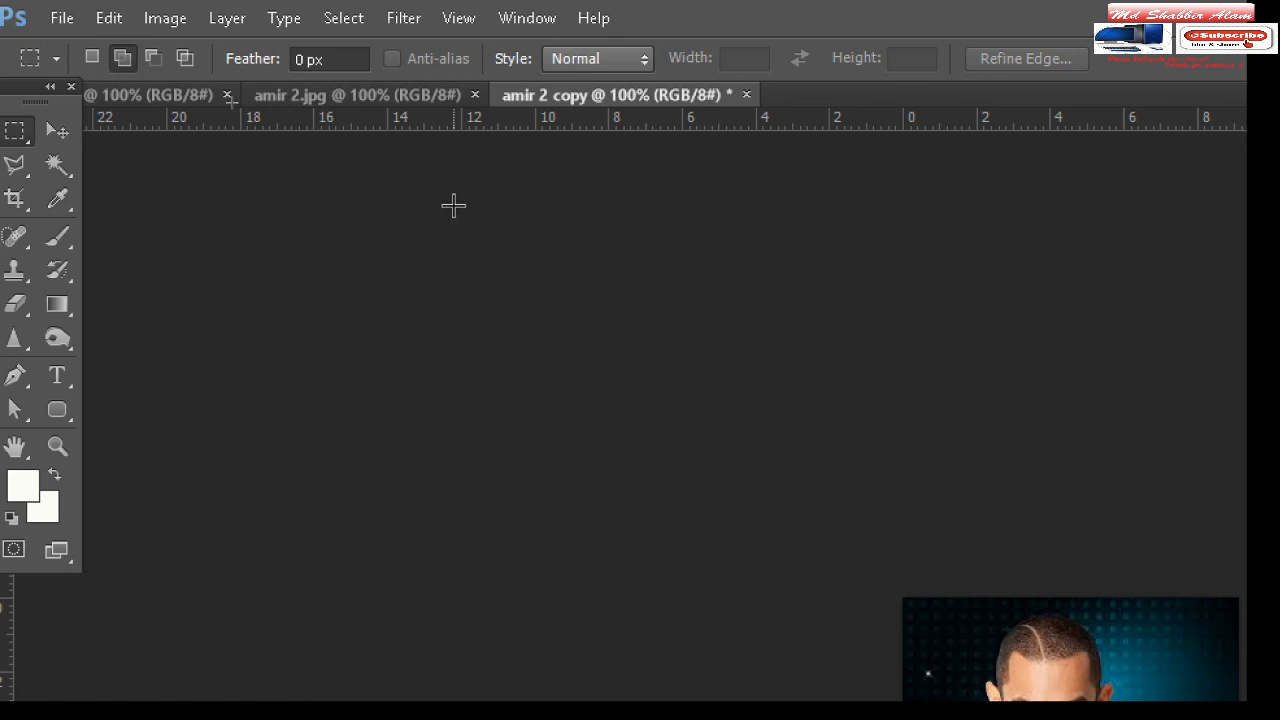 Ps File Edit Image Layer Type Select Filter View Window Help
Md Shabbir Alam
Subscribe
Feather: 0 px Anti-alias Style: Normal Width: Height: Refine Edge...
@ 100% (RGB/8#) × amir 2.jpg @ 100% (RGB/8#) × amir 2 copy @ 100% (RGB/8#) * ×
22 20 18 16 14 12 10 8 6 4 2 0 2 4 6 8